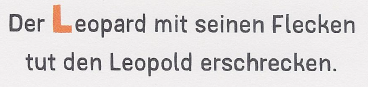 Der Leopard mit seinen Flecken
tut den Leopold erschrecken.